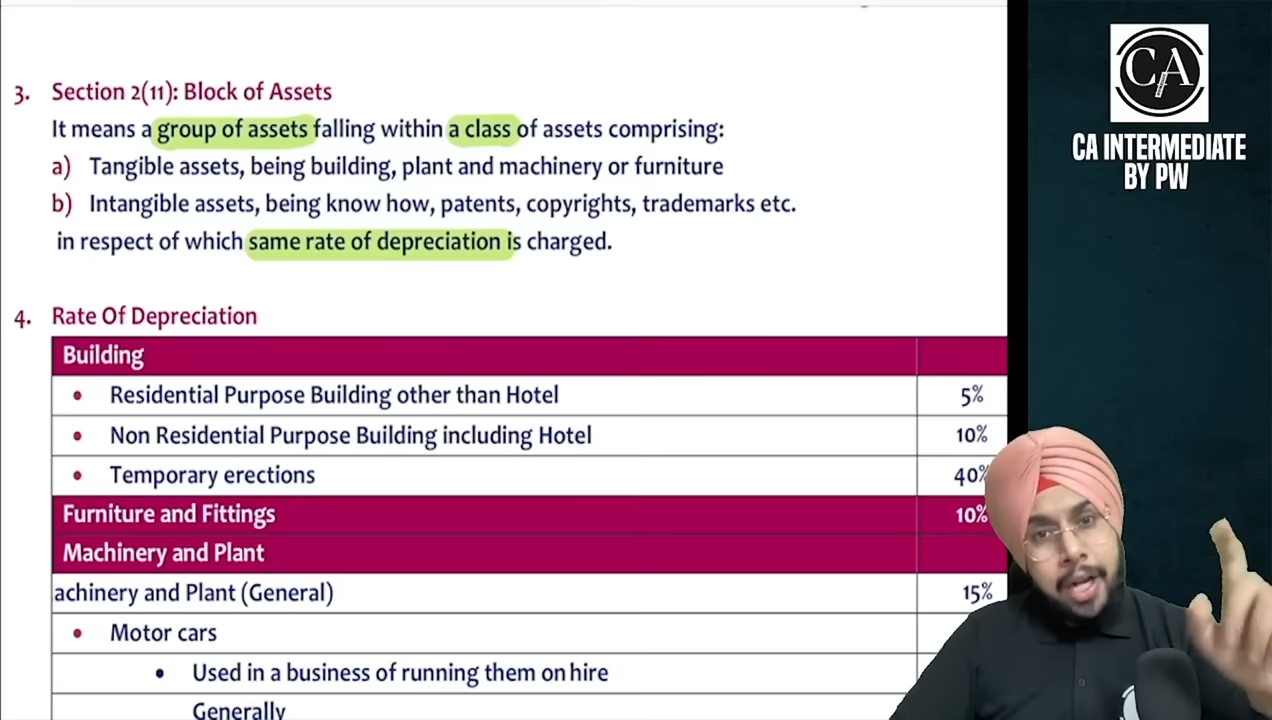 3. Section 2(11): Block of Assets
It means a group of assets falling within a class of assets comprising:
a) Tangible assets, being building, plant and machinery or furniture
b) Intangible assets, being know how, patents, copyrights, trademarks etc.
in respect of which same rate of depreciation is charged.
4. Rate Of Depreciation
Building
• Residential Purpose Building other than Hotel 5%
• Non Residential Purpose Building including Hotel 10%
• Temporary erections 40%
Furniture and Fittings 10%
Machinery and Plant
achinery and Plant (General) 15%
• Motor cars
• Used in a business of running them on hire
Generally
CA
CA INTERMEDIATE
BY PW